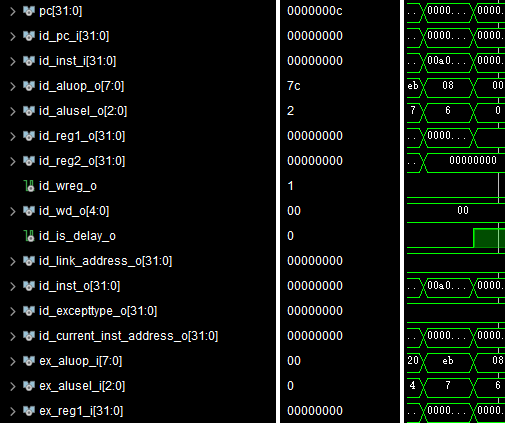 pc[31:0] 0000000c ... 0000... 0000...
id_pc_i[31:0] 00000000 ... 0000... 0000...
id_inst_i[31:0] 00000000 ... 00a0... 0000...
id_aluop_o[7:0] 7c eb 08 00
id_alusel_o[2:0] 2 7 6 0
id_reg1_o[31:0] 00000000 ... 0000...
id_reg2_o[31:0] 00000000 ... 00000000
id_wreg_o 1
id_wd_o[4:0] 00 00
id_is_delay_o 0
id_link_address_o[31:0] 00000000
id_inst_o[31:0] 00000000 ... 00a0... 0000...
id_excepttype_o[31:0] 00000000
id_current_inst_address_o[31:0] 00000000 ... 0000... 0000...
ex_aluop_i[7:0] 00 20 eb 08
ex_alusel_i[2:0] 0 4 7 6
ex_reg1_i[31:0] 00000000 ... 0000... 0000...